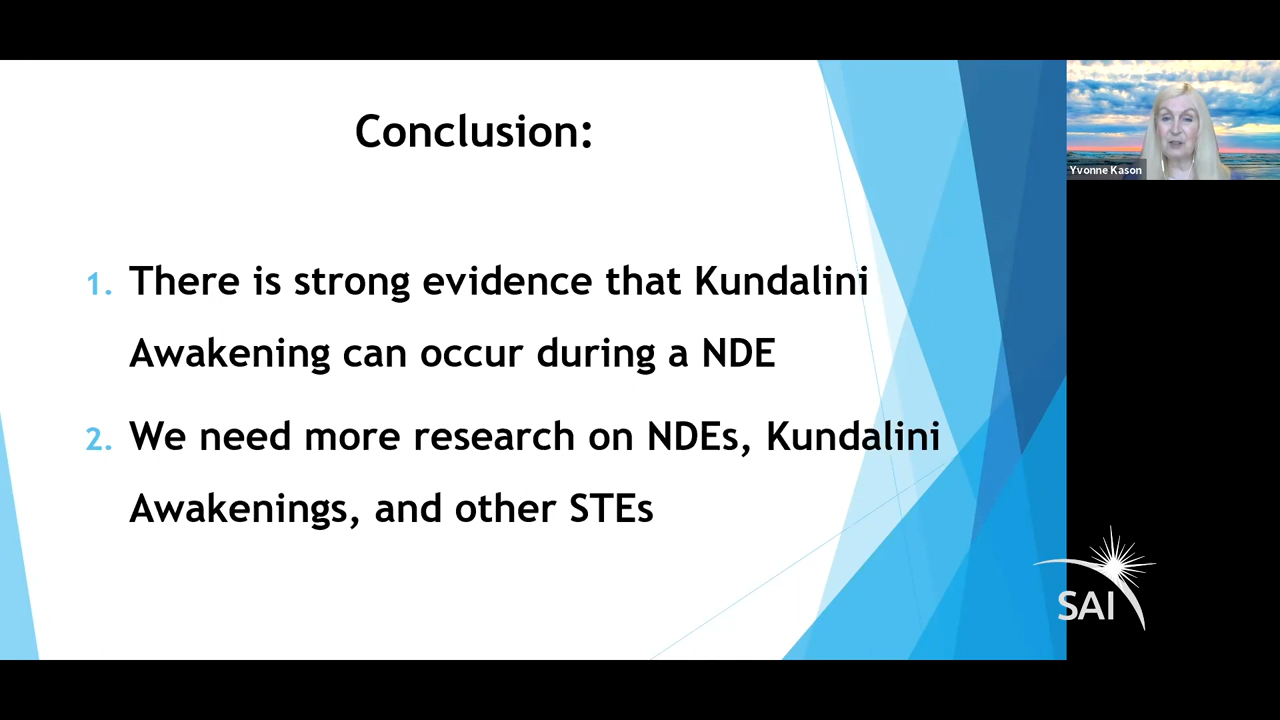 Conclusion:
1. There is strong evidence that Kundalini
Awakening can occur during a NDE
2. We need more research on NDEs, Kundalini
Awakenings, and other STEs
Yvonne Kason
SAI